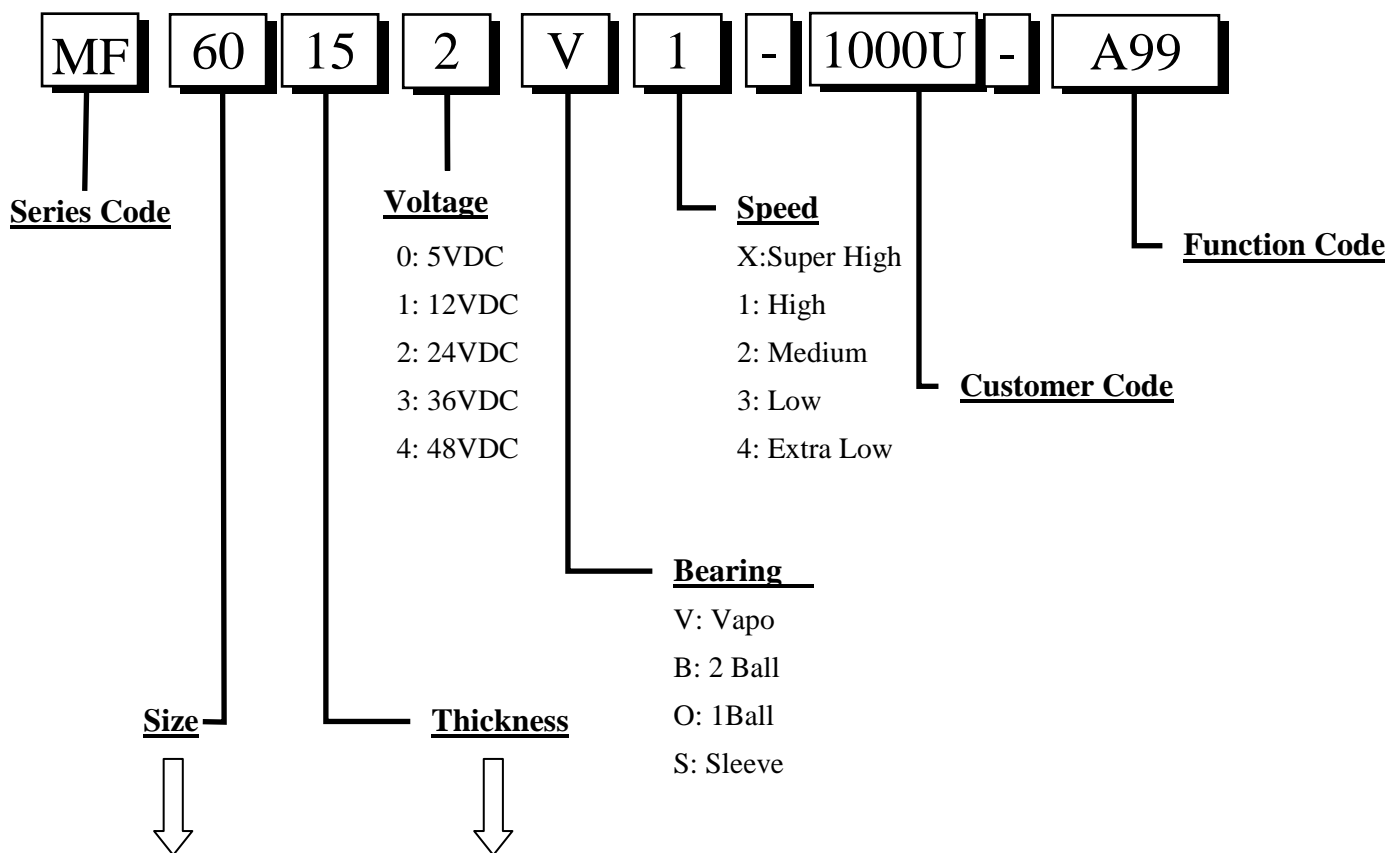 MF 60 15 2 V 1 - 1000U - A99
Series Code
Voltage
0: 5VDC
1: 12VDC
2: 24VDC
3: 36VDC
4: 48VDC
Speed
X:Super High
1: High
2: Medium
3: Low
4: Extra Low
Function Code
Customer Code
Bearing
V: Vapo
B: 2 Ball
O: 1Ball
S: Sleeve
Size
Thickness